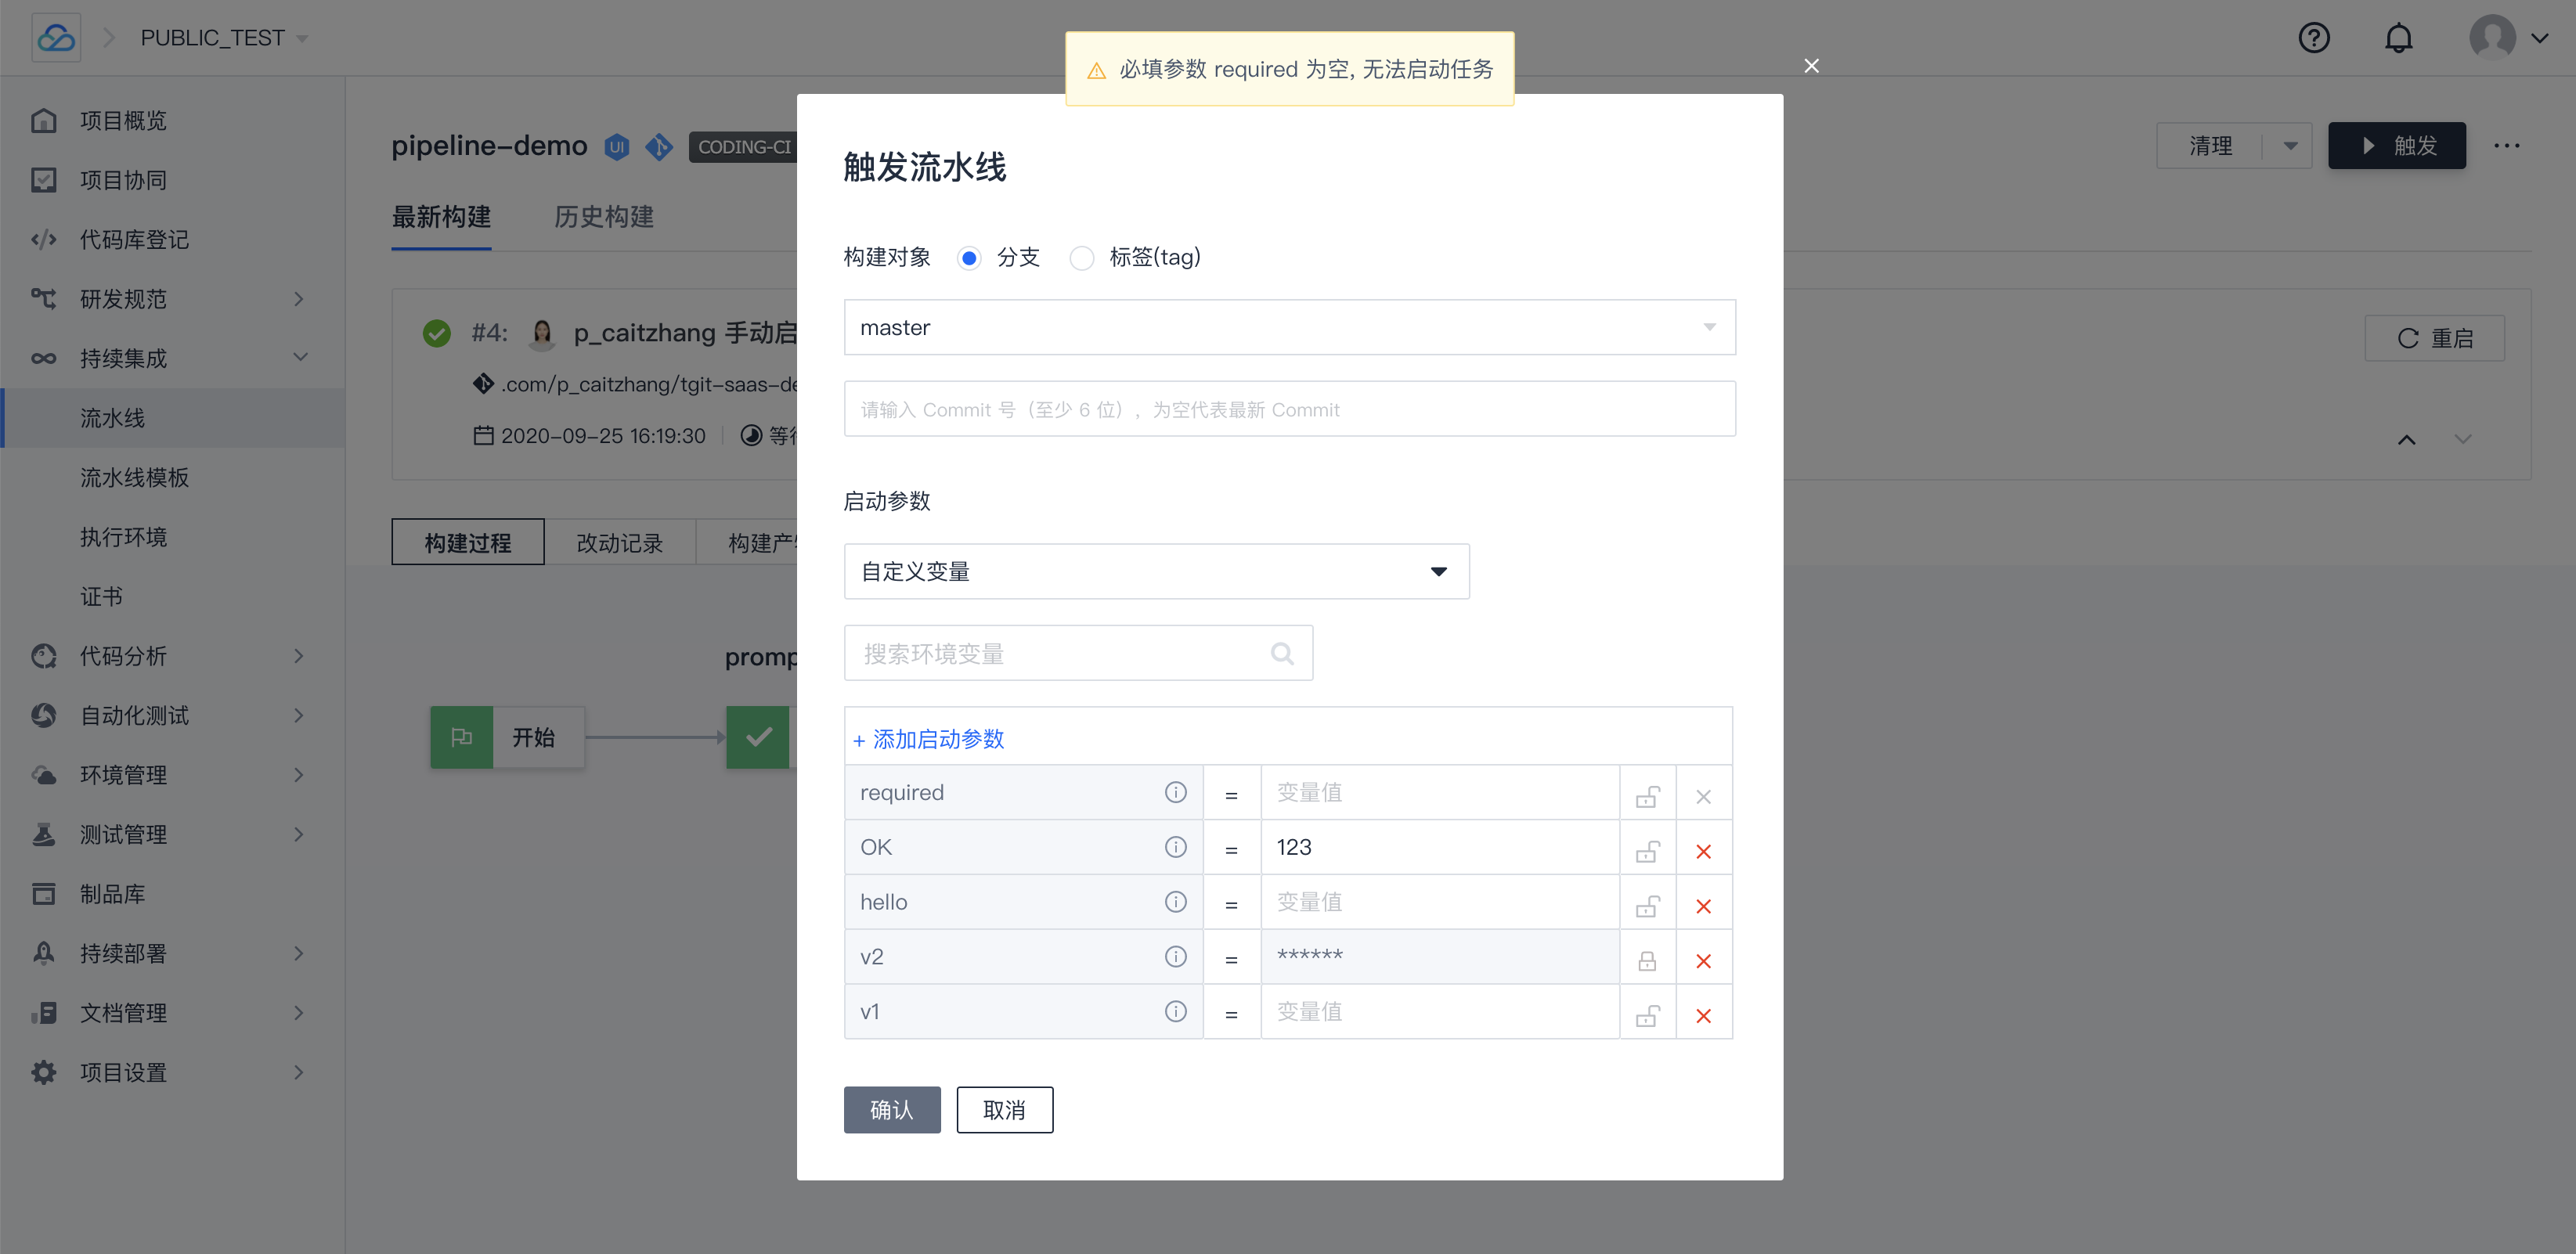 PUBLIC_TEST
必填参数 required 为空, 无法启动任务
项目概览
项目协同
代码库登记
研发规范
持续集成
流水线
流水线模板
执行环境
证书
代码分析
自动化测试
环境管理
测试管理
制品库
持续部署
文档管理
项目设置
pipeline-demo UI CODING-CI
清理 触发
最新构建 历史构建
#4: p_caitzhang 手动启
.com/p_caitzhang/tgit-saas-de
2020-09-25 16:19:30
重启
构建过程 改动记录 构建产
promp
开始
触发流水线
构建对象 分支 标签(tag)
master
请输入 Commit 号（至少 6 位），为空代表最新 Commit
启动参数
自定义变量
搜索环境变量
+ 添加启动参数
required = 变量值
OK = 123
hello = 变量值
v2 = ******
v1 = 变量值
确认 取消